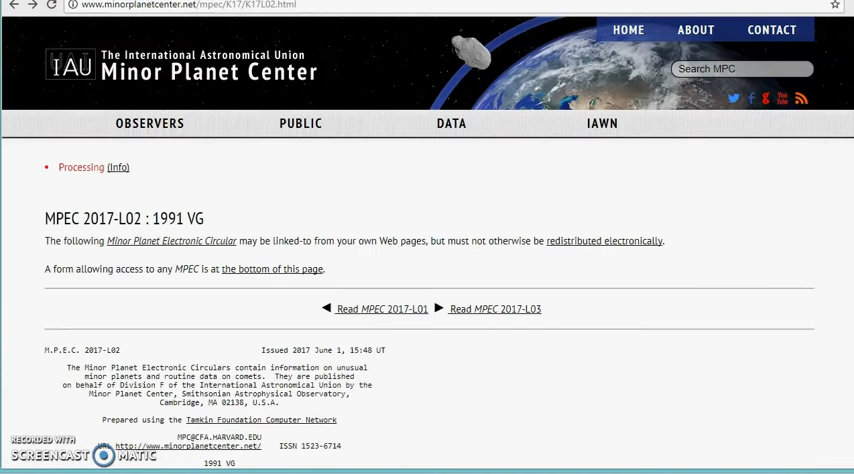 www.minorplanetcenter.net/mpec/K17/K17L02.html
HOME ABOUT CONTACT
IAU
The International Astronomical Union
Minor Planet Center
Search MPC
You Tube
OBSERVERS PUBLIC DATA IAWN
• Processing (Info)
MPEC 2017-L02 : 1991 VG
The following Minor Planet Electronic Circular may be linked-to from your own Web pages, but must not otherwise be redistributed electronically.
A form allowing access to any MPEC is at the bottom of this page.
Read MPEC 2017-L01 Read MPEC 2017-L03
M.P.E.C. 2017-L02 Issued 2017 June 1, 15:48 UT
The Minor Planet Electronic Circulars contain information on unusual
minor planets and routine data on comets. They are published
on behalf of Division F of the International Astronomical Union by the
Minor Planet Center, Smithsonian Astrophysical Observatory,
Cambridge, MA 02138, U.S.A.
Prepared using the Tamkin Foundation Computer Network
MPC@CFA.HARVARD.EDU
http://www.minorplanetcenter.net/ ISSN 1523-6714
1991 VG
RECORDED WITH
SCREENCAST MATIC